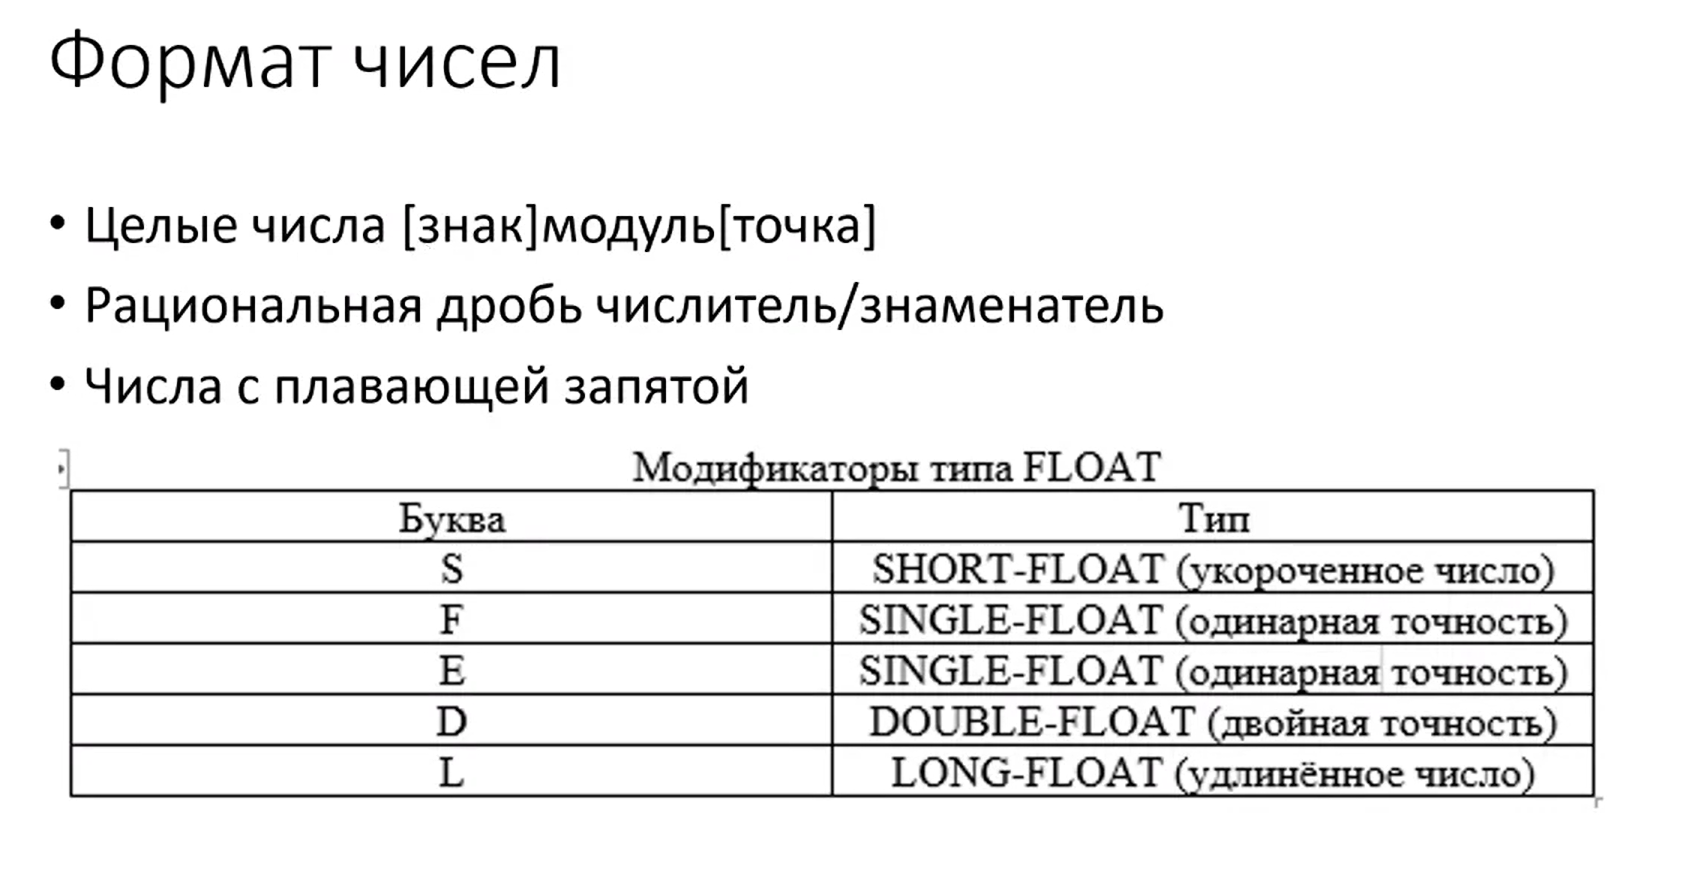 Формат чисел
• Целые числа [знак]модуль[точка]
• Рациональная дробь числитель/знаменатель
• Числа с плавающей запятой
Модификаторы типа FLOAT
Буква Тип
S SHORT-FLOAT (укороченное число)
F SINGLE-FLOAT (одинарная точность)
E SINGLE-FLOAT (одинарная точность)
D DOUBLE-FLOAT (двойная точность)
L LONG-FLOAT (удлинённое число)